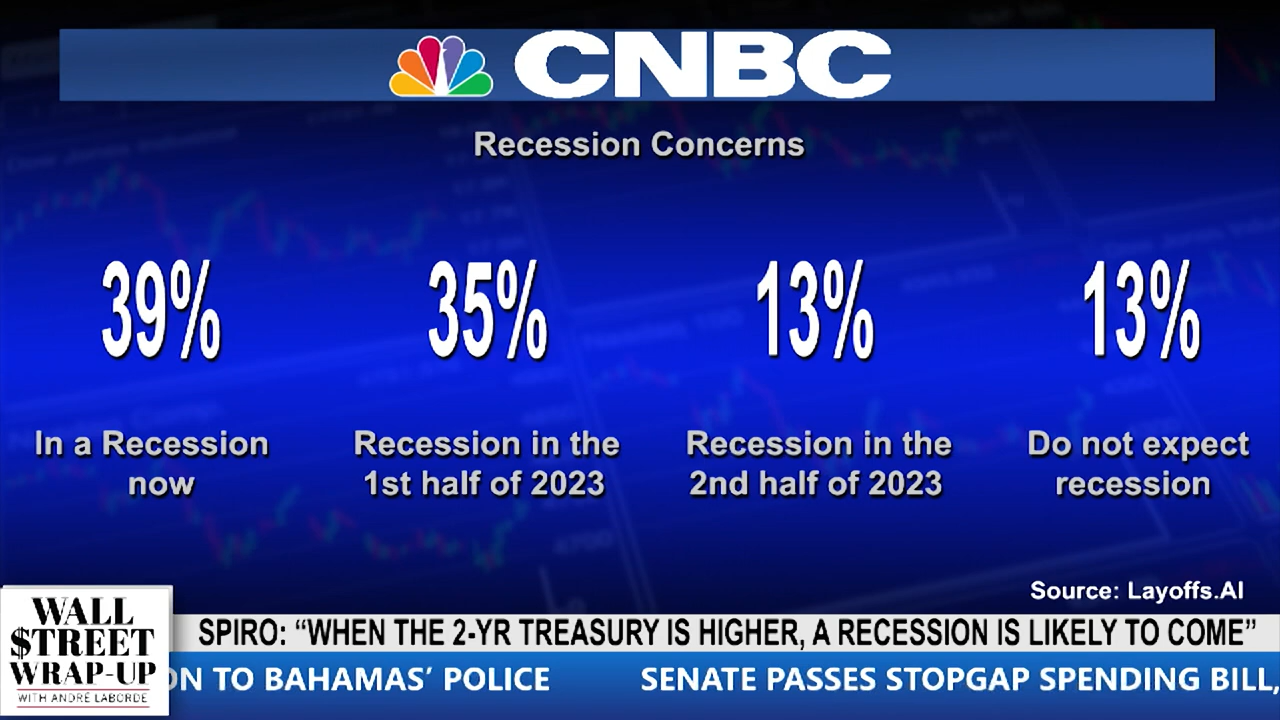 CNBC
Recession Concerns
39%
35%
13%
13%
In a Recession
now
Recession in the
1st half of 2023
Recession in the
2nd half of 2023
Do not expect
recession
Source: Layoffs.AI
WALL
$TREET
WRAP-UP
WITH ANDRÉ LABORDE
SPIRO: “WHEN THE 2-YR TREASURY IS HIGHER, A RECESSION IS LIKELY TO COME”
ON TO BAHAMAS’ POLICE SENATE PASSES STOPGAP SPENDING BILL,